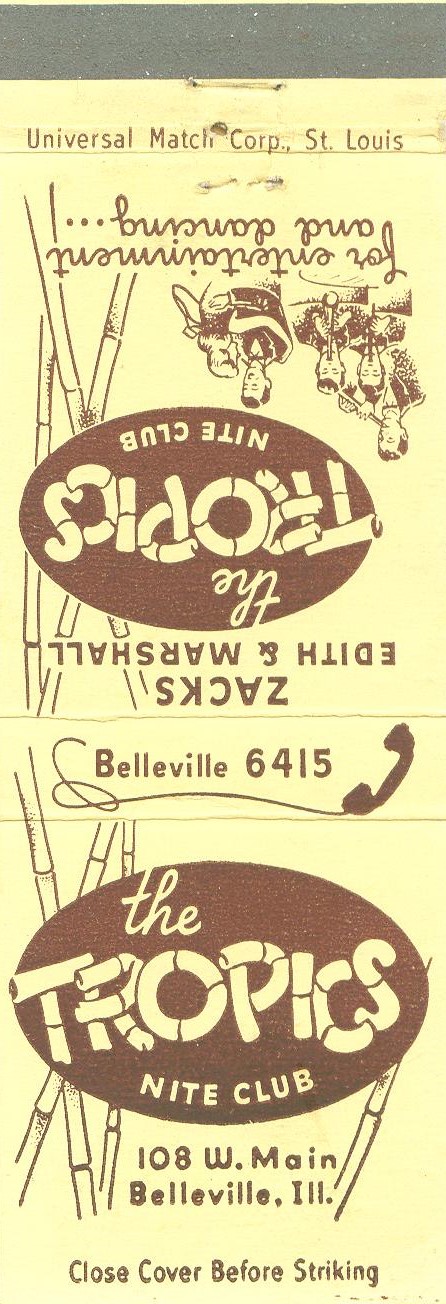 Universal Match Corp., St. Louis
EDITH & MARSHALL
ZACKS'
the
TROPICS
NITE CLUB
for entertainment
and dancing...
Belleville 6415
the
TROPICS
NITE CLUB
108 W. Main
Belleville, Ill.
Close Cover Before Striking